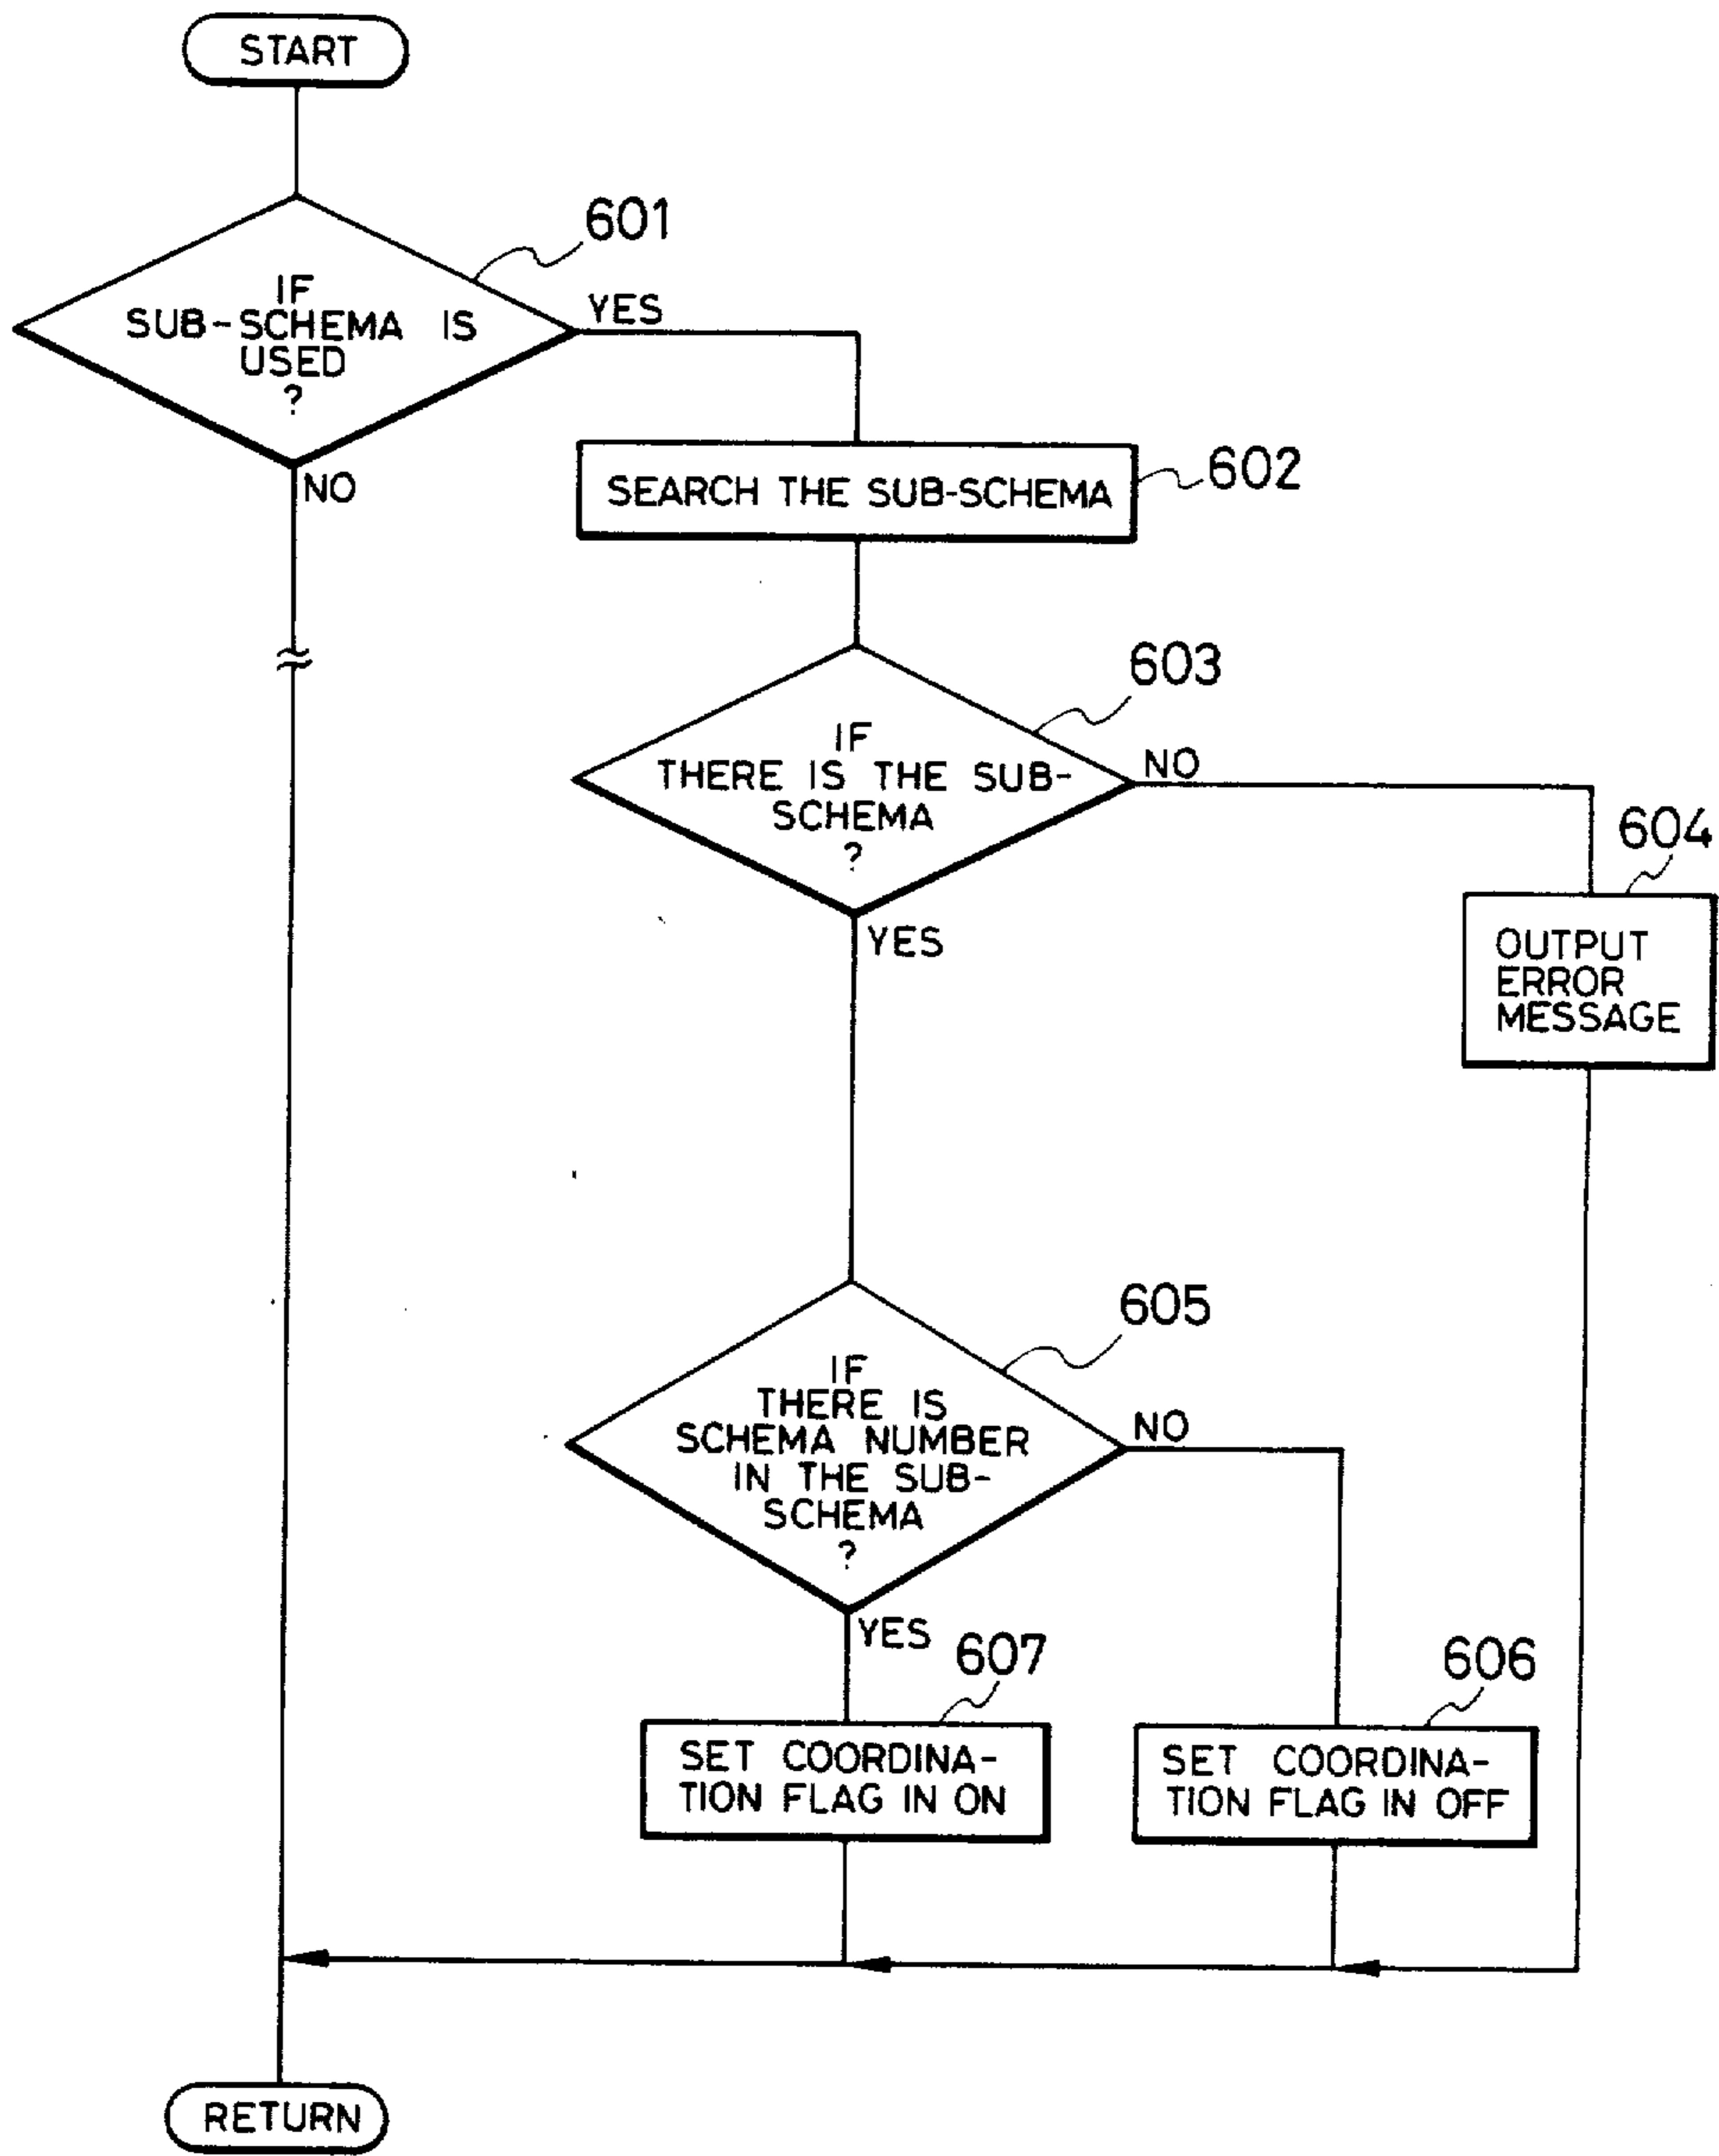 START
601
IF
SUB-SCHEMA IS
USED
?
YES
NO
SEARCH THE SUB-SCHEMA
602
603
IF
THERE IS THE SUB-
SCHEMA
?
NO
YES
604
OUTPUT
ERROR
MESSAGE
605
IF
THERE IS
SCHEMA NUMBER
IN THE SUB-
SCHEMA
?
NO
YES
607
SET COORDINA-
TION FLAG IN ON
606
SET COORDINA-
TION FLAG IN OFF
RETURN